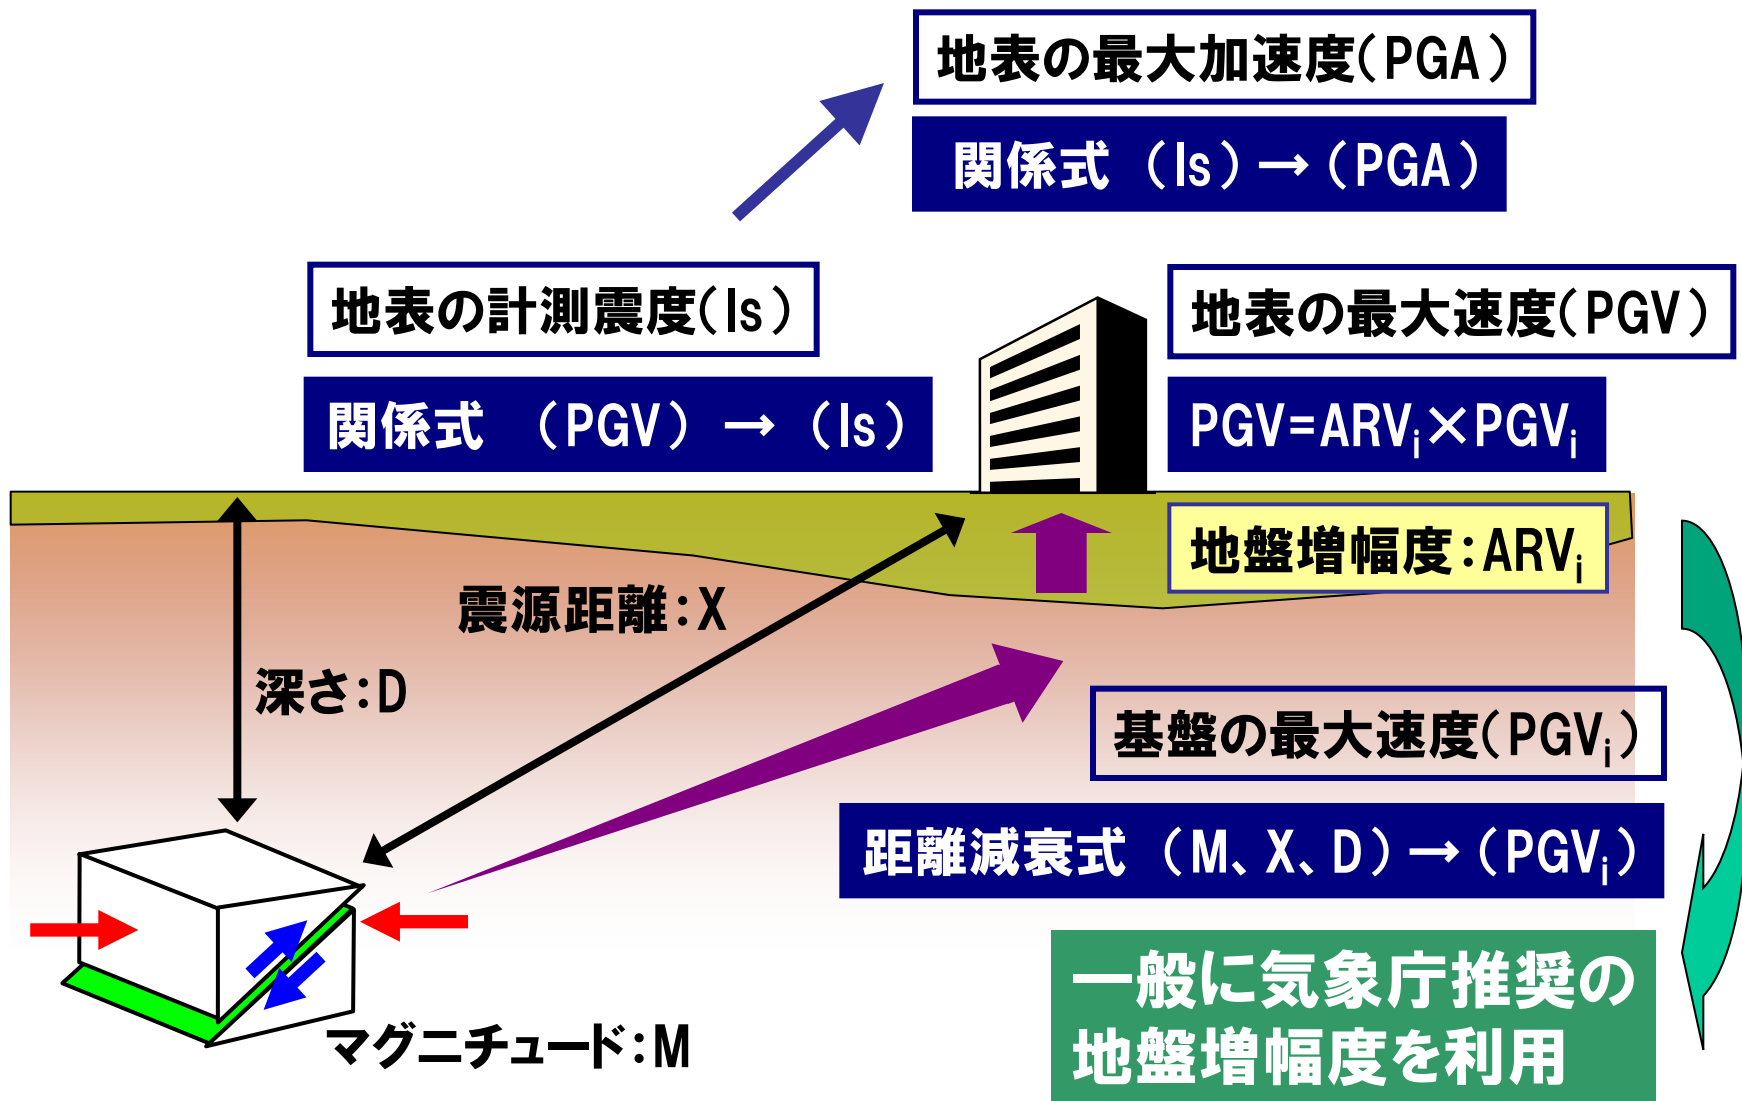 地表の最大加速度(PGA)
関係式 (Is)→(PGA)
地表の計測震度(Is)
関係式 (PGV) → (Is)
地表の最大速度(PGV)
PGV=ARVi×PGVi
地盤増幅度:ARVi
震源距離:X
深さ:D
基盤の最大速度(PGVi)
距離減衰式 (M、X、D)→(PGVi)
マグニチュード:M
一般に気象庁推奨の
地盤増幅度を利用